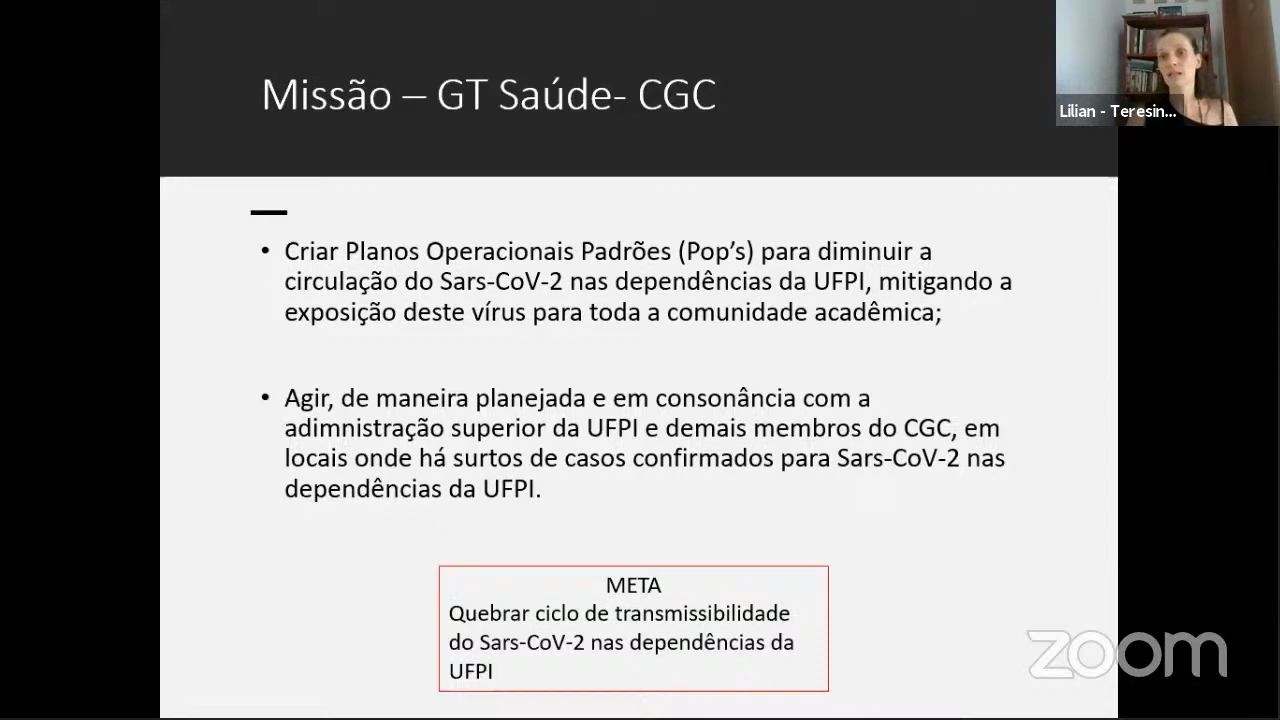 Missão – GT Saúde- CGC
Lilian - Teresin...
• Criar Planos Operacionais Padrões (Pop’s) para diminuir a
circulação do Sars-CoV-2 nas dependências da UFPI, mitigando a
exposição deste vírus para toda a comunidade acadêmica;
• Agir, de maneira planejada e em consonância com a
adimnistração superior da UFPI e demais membros do CGC, em
locais onde há surtos de casos confirmados para Sars-CoV-2 nas
dependências da UFPI.
META
Quebrar ciclo de transmissibilidade
do Sars-CoV-2 nas dependências da
UFPI
zoom